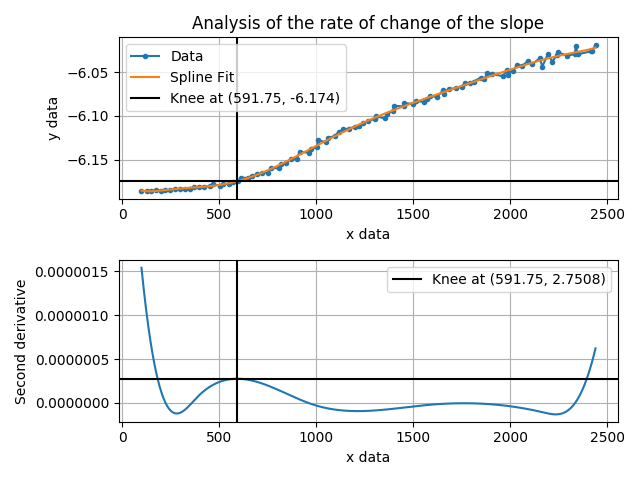 Analysis of the rate of change of the slope
Data
Spline Fit
Knee at (591.75, -6.174)
−6.05
−6.10
−6.15
y data
0
500
1000
1500
2000
2500
x data
Knee at (591.75, 2.7508)
0.0000015
0.0000010
0.0000005
0.0000000
Second derivative
0
500
1000
1500
2000
2500
x data